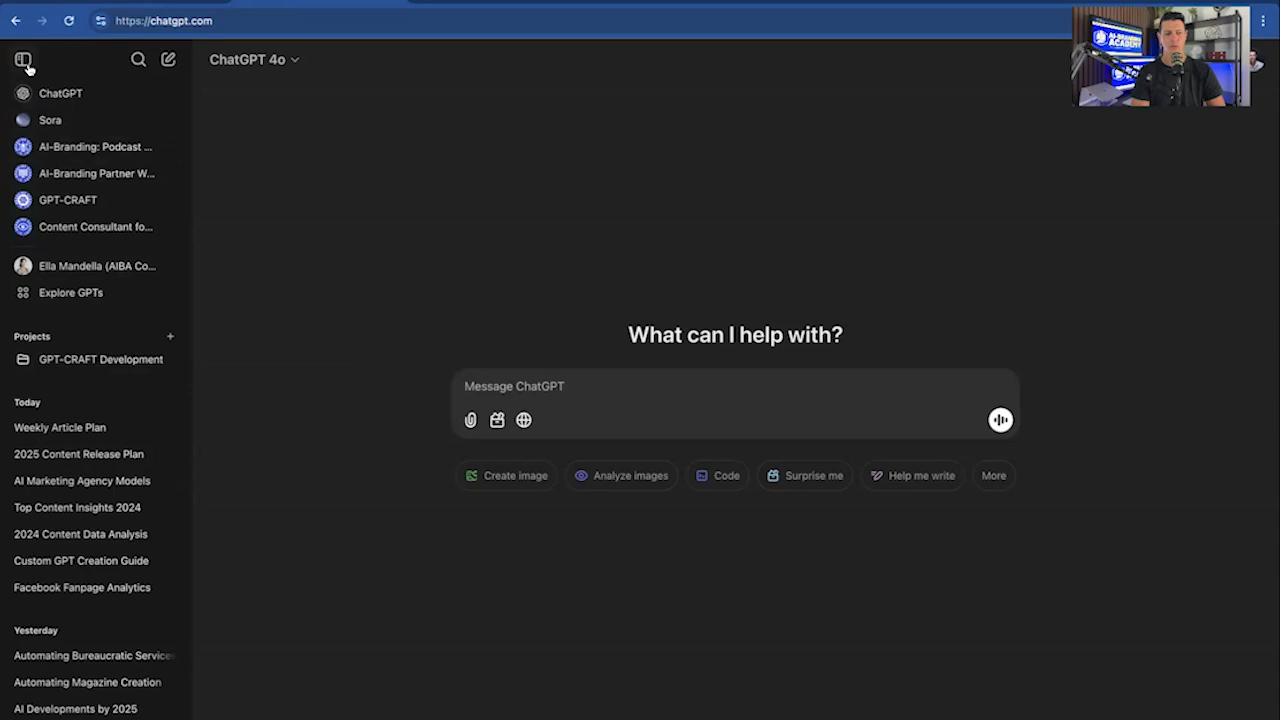 https://chatgpt.com
ChatGPT 4o
ChatGPT
Sora
AI-Branding: Podcast ...
AI-Branding Partner W...
GPT-CRAFT
Content Consultant fo...
Ella Mandella (AIBA Co...
Explore GPTs
Projects
GPT-CRAFT Development
Today
Weekly Article Plan
2025 Content Release Plan
AI Marketing Agency Models
Top Content Insights 2024
2024 Content Data Analysis
Custom GPT Creation Guide
Facebook Fanpage Analytics
Yesterday
Automating Bureaucratic Services
Automating Magazine Creation
AI Developments by 2025
What can I help with?
Message ChatGPT
Create image
Analyze images
Code
Surprise me
Help me write
More
AI-BRANDING
ACADEMY